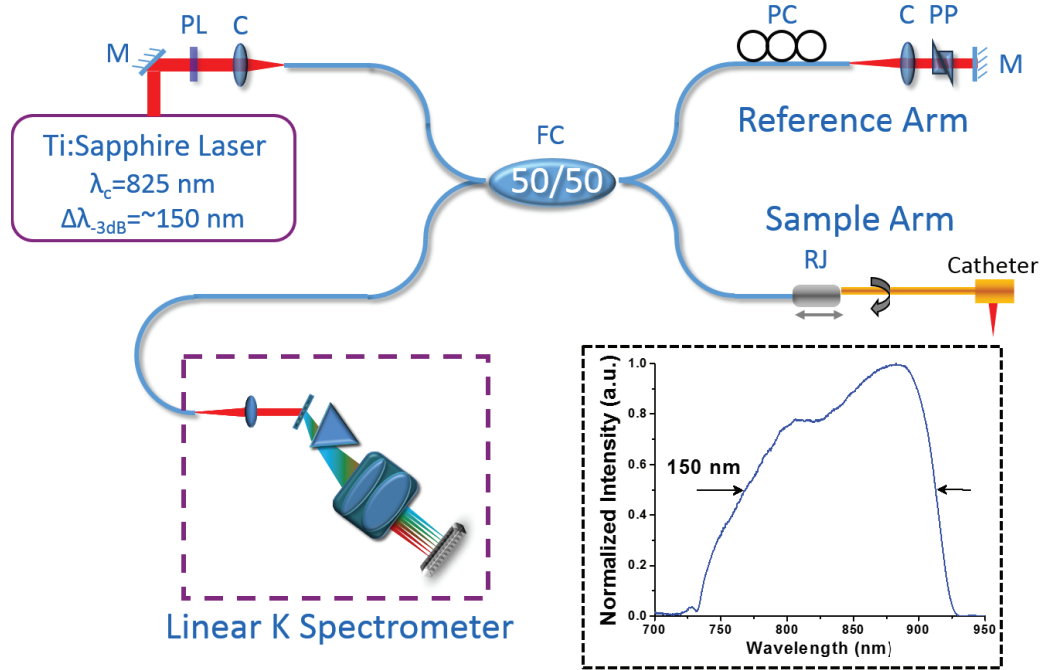 PL C
M
Ti:Sapphire Laser
λc=825 nm
Δλ-3dB=~150 nm
FC
50/50
PC
C PP
M
Reference Arm
Sample Arm
RJ
Catheter
Linear K Spectrometer
Normalized Intensity (a.u.)
1.0
0.8
0.6
0.4
0.2
0.0
150 nm
700 750 800 850 900 950
Wavelength (nm)